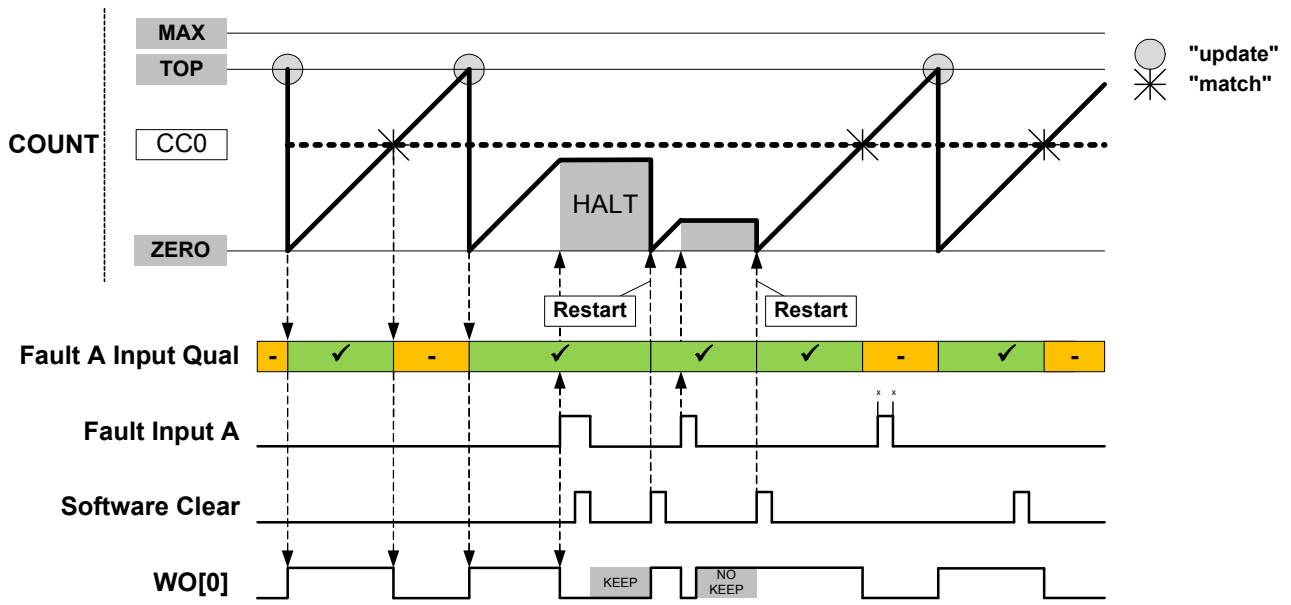 MAX
"update"
TOP
"match"
COUNT
CC0
HALT
ZERO
Restart
Restart
Fault A Input Qual
- ✓ - ✓ ✓ ✓ - ✓ -
x x
Fault Input A
Software Clear
WO[0]
KEEP
NO
KEEP